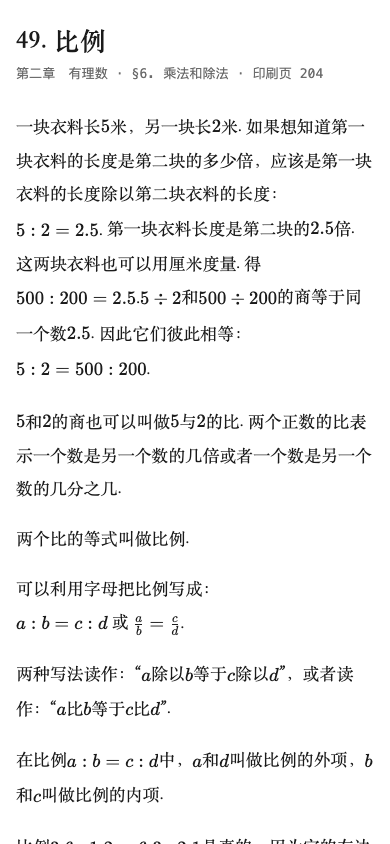 49. 比例
第二章 有理数 · §6. 乘法和除法 · 印刷页 204
一块衣料长5米，另一块长2米. 如果想知道第一
块衣料的长度是第二块的多少倍，应该是第一块
衣料的长度除以第二块衣料的长度：
5 : 2 = 2.5. 第一块衣料长度是第二块的2.5倍.
这两块衣料也可以用厘米度量. 得
500 : 200 = 2.5.5 ÷ 2和500 ÷ 200的商等于同
一个数2.5. 因此它们彼此相等：
5 : 2 = 500 : 200.
5和2的商也可以叫做5与2的比. 两个正数的比表
示一个数是另一个数的几倍或者一个数是另一个
数的几分之几.
两个比的等式叫做比例.
可以利用字母把比例写成：
a : b = c : d 或 a/b = c/d.
两种写法读作：“a除以b等于c除以d”，或者读
作：“a比b等于c比d”.
在比例a : b = c : d中，a和d叫做比例的外项，b
和c叫做比例的内项.